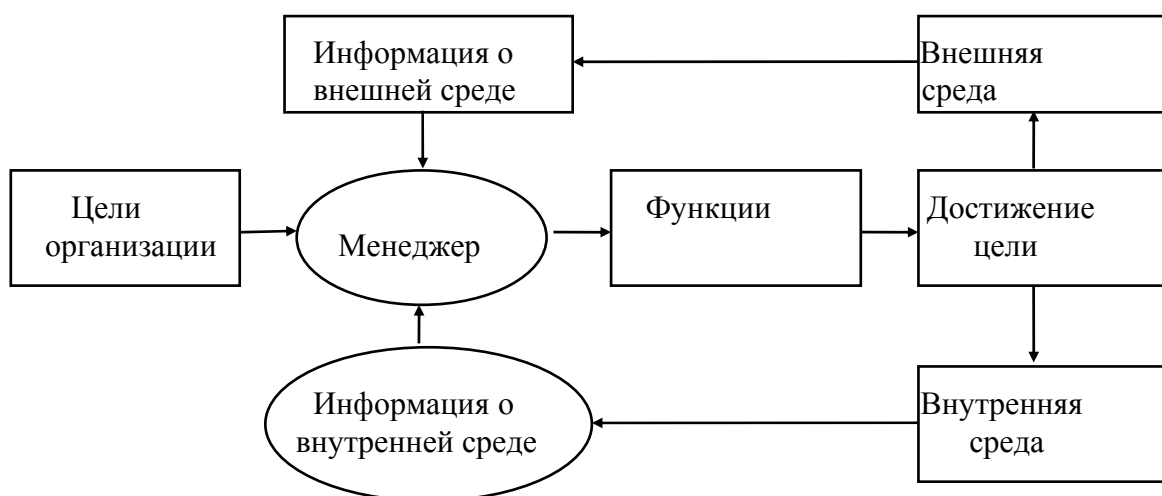 Информация о
внешней среде
Внешняя
среда
Цели
организации
Менеджер
Функции
Достижение
цели
Информация о
внутренней среде
Внутренняя
среда